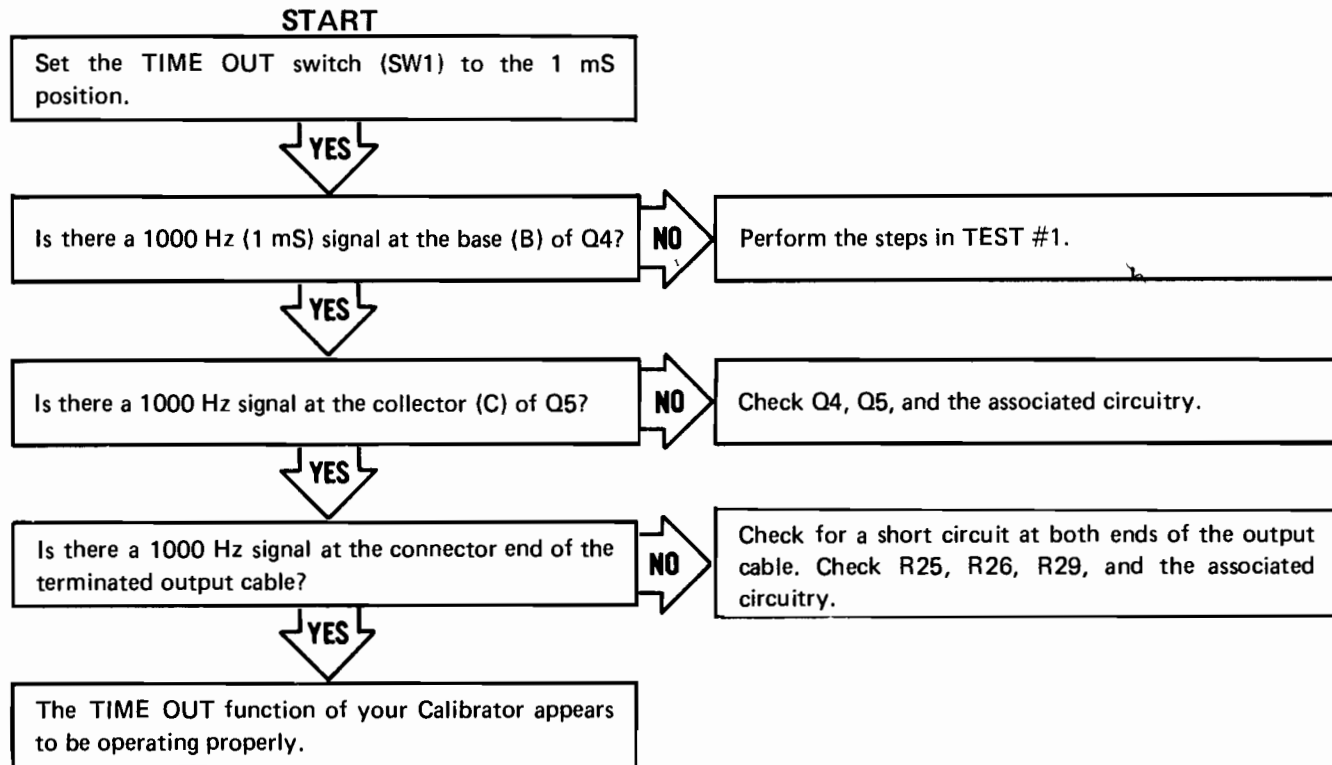 START
Set the TIME OUT switch (SW1) to the 1 mS
position.
YES
Is there a 1000 Hz (1 mS) signal at the base (B) of Q4?
NO
Perform the steps in TEST #1.
YES
Is there a 1000 Hz signal at the collector (C) of Q5?
NO
Check Q4, Q5, and the associated circuitry.
YES
Is there a 1000 Hz signal at the connector end of the
terminated output cable?
NO
Check for a short circuit at both ends of the output
cable. Check R25, R26, R29, and the associated
circuitry.
YES
The TIME OUT function of your Calibrator appears
to be operating properly.